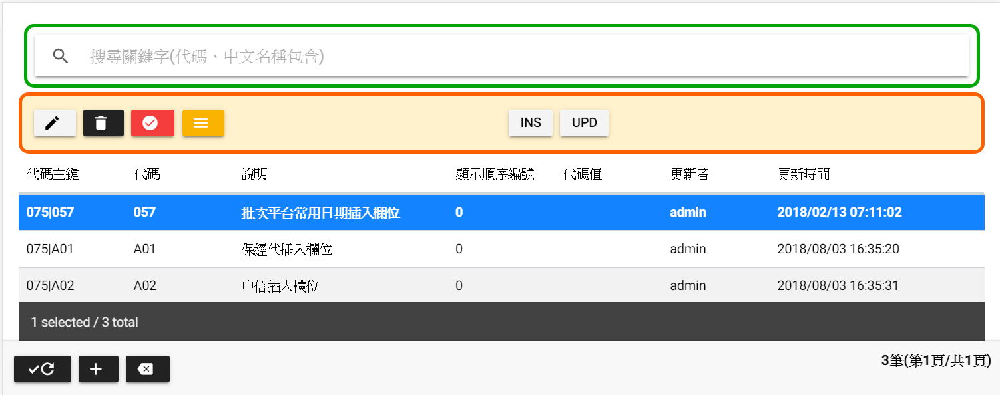 搜尋關鍵字(代碼、中文名稱包含)
INS UPD
代碼主鍵 代碼 說明 顯示順序編號 代碼值 更新者 更新時間
075|057 057 批次平台常用日期插入欄位 0 admin 2018/02/13 07:11:02
075|A01 A01 保經代插入欄位 0 admin 2018/08/03 16:35:20
075|A02 A02 中信插入欄位 0 admin 2018/08/03 16:35:31
1 selected / 3 total
3筆(第1頁/共1頁)